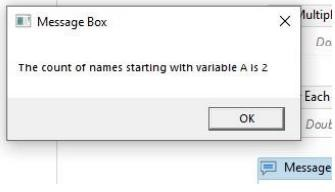 Message Box
Multipl
Do
The count of names starting with variable A is 2
Each
Doub
OK
Message